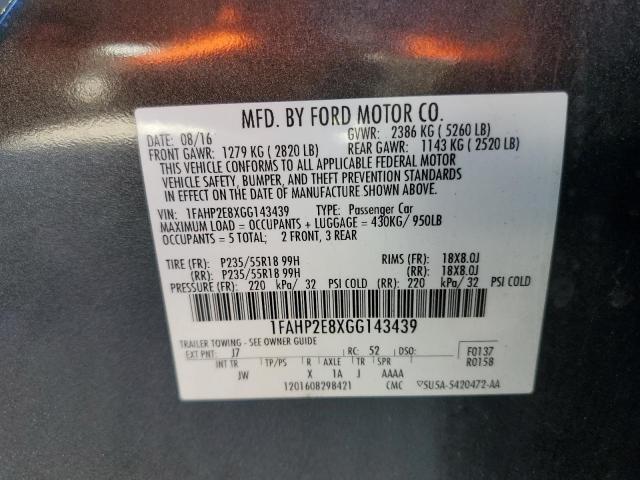 MFD. BY FORD MOTOR CO.
DATE: 08/16 GVWR: 2386 KG ( 5260 LB)
FRONT GAWR: 1279 KG ( 2820 LB) REAR GAWR: 1143 KG ( 2520 LB)
THIS VEHICLE CONFORMS TO ALL APPLICABLE FEDERAL MOTOR
VEHICLE SAFETY, BUMPER, AND THEFT PREVENTION STANDARDS
IN EFFECT ON THE DATE OF MANUFACTURE SHOWN ABOVE.
VIN: 1FAHP2E8XGG143439 TYPE: Passenger Car
MAXIMUM LOAD = OCCUPANTS + LUGGAGE = 430KG/ 950LB
OCCUPANTS = 5 TOTAL; 2 FRONT, 3 REAR
TIRE (FR): P235/55R18 99H RIMS (FR): 18X8.0J
(RR): P235/55R18 99H (RR): 18X8.0J
PRESSURE (FR): 220 kPa/ 32 PSI COLD (RR): 220 kPa/ 32 PSI COLD
1FAHP2E8XGG143439
TRAILER TOWING - SEE OWNER GUIDE
EXT PNT: J7 RC: 52 DSO: F0137
INT TR TP/PS R AXLE TR SPR R0158
JW X 1A J AAAA
1201608298421 CMC SU5A-5420472-AA